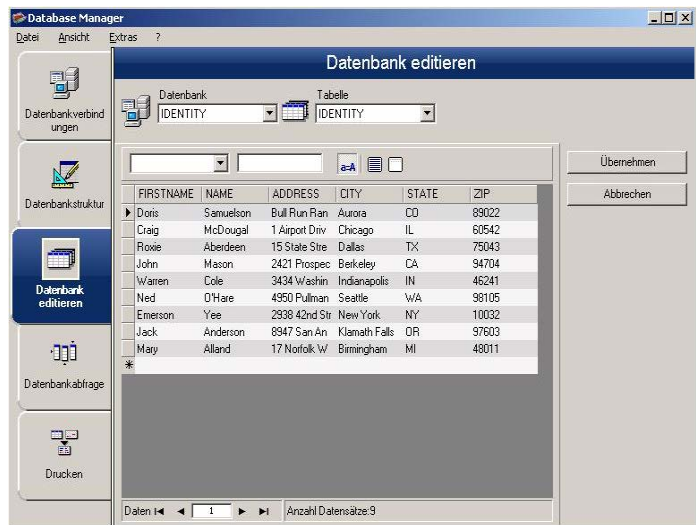 Database Manager
Datei Ansicht Extras ?
Datenbank editieren
Datenbankverbind
ungen
Datenbankstruktur
Datenbank
editieren
Datenbankabfrage
Drucken
Datenbank Tabelle
IDENTITY IDENTITY
a=A
Übernehmen
Abbrechen
FIRSTNAME NAME ADDRESS CITY STATE ZIP
Doris Samuelson Bull Run Ran Aurora CO 89022
Craig McDougal 1 Airport Driv Chicago IL 60542
Roxie Aberdeen 15 State Stre Dallas TX 75043
John Mason 2421 Prospec Berkeley CA 94704
Warren Cole 3434 Washin Indianapolis IN 46241
Ned O'Hare 4950 Pullman Seattle WA 98105
Emerson Yee 2938 42nd Str New York NY 10032
Jack Anderson 8947 San An Klamath Falls OR 97603
Mary Alland 17 Norfolk W Birmingham MI 48011
Daten 1 Anzahl Datensätze:9